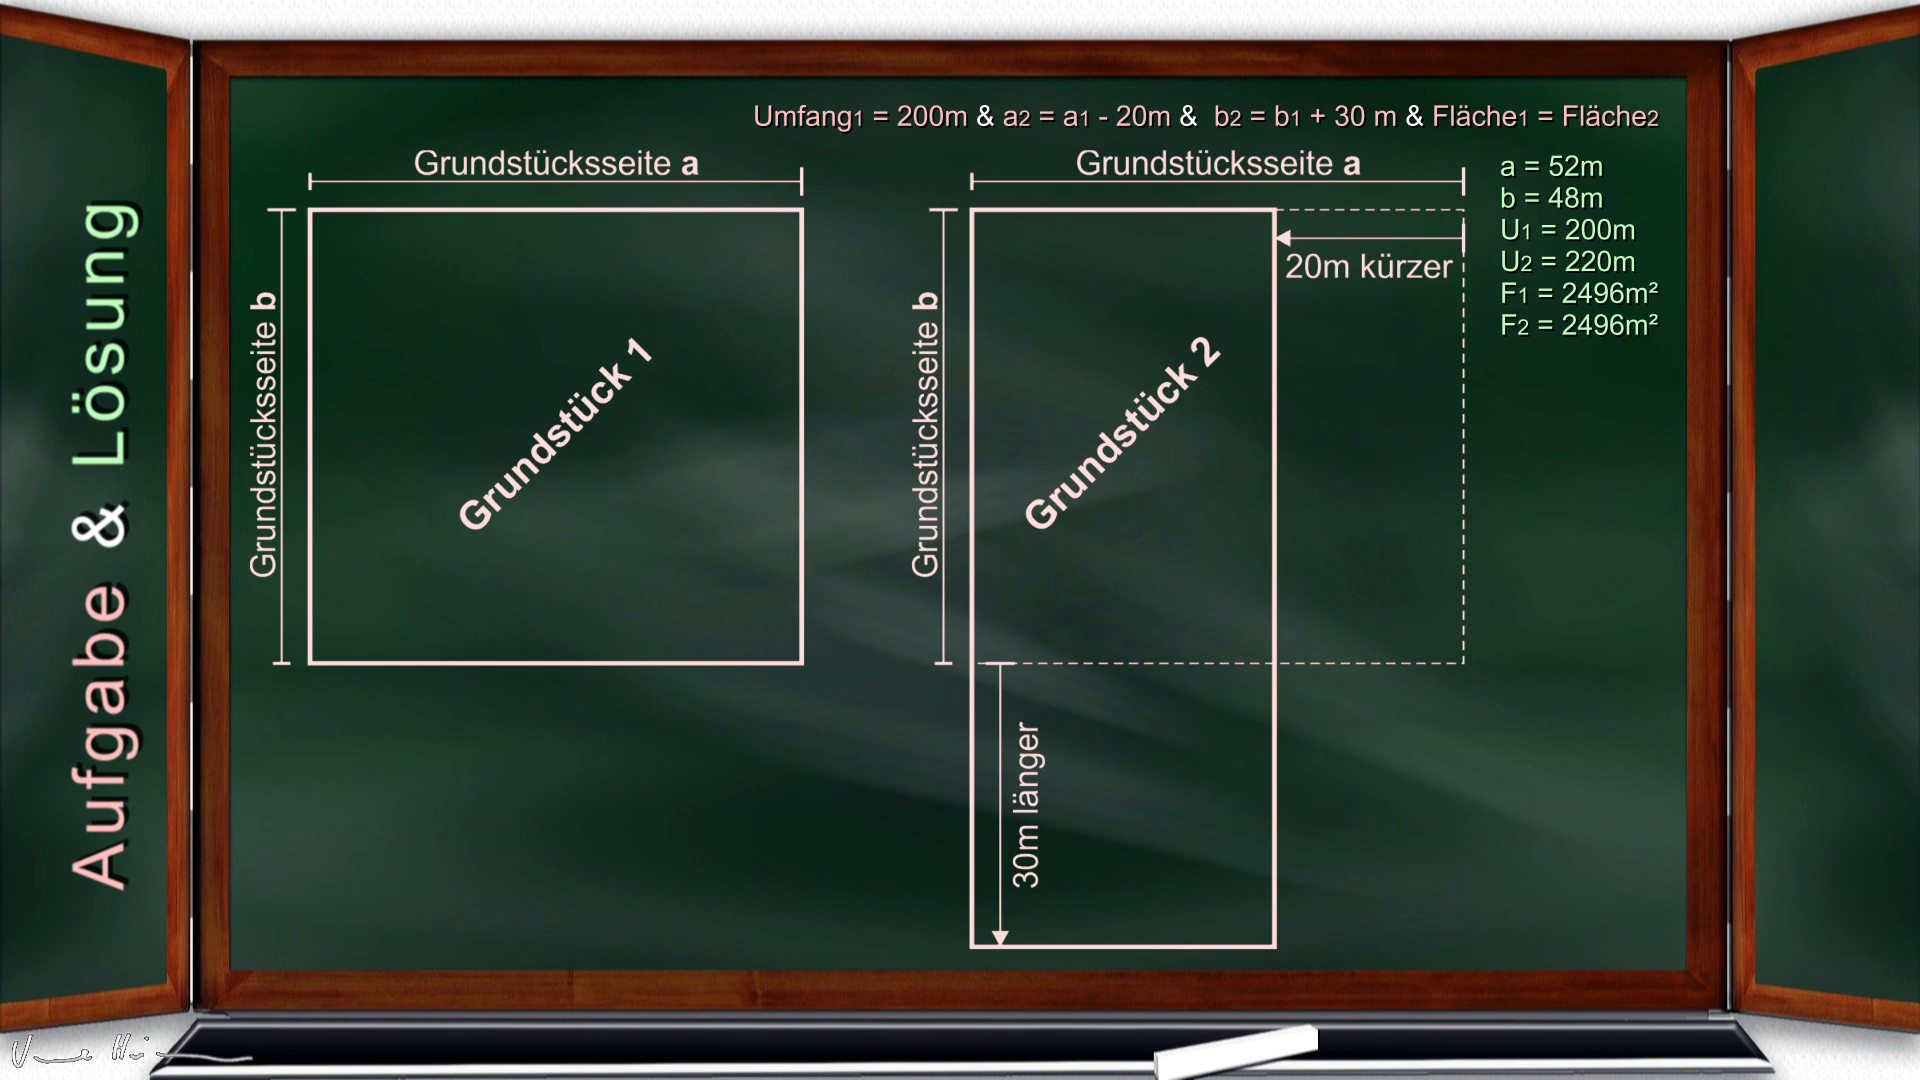 Aufgabe & Lösung
Umfang1 = 200m & a2 = a1 - 20m & b2 = b1 + 30 m & Fläche1 = Fläche2
Grundstücksseite a
Grundstücksseite b
Grundstück 1
Grundstücksseite a
Grundstücksseite b
Grundstück 2
20m kürzer
30m länger
a = 52m
b = 48m
U1 = 200m
U2 = 220m
F1 = 2496m²
F2 = 2496m²